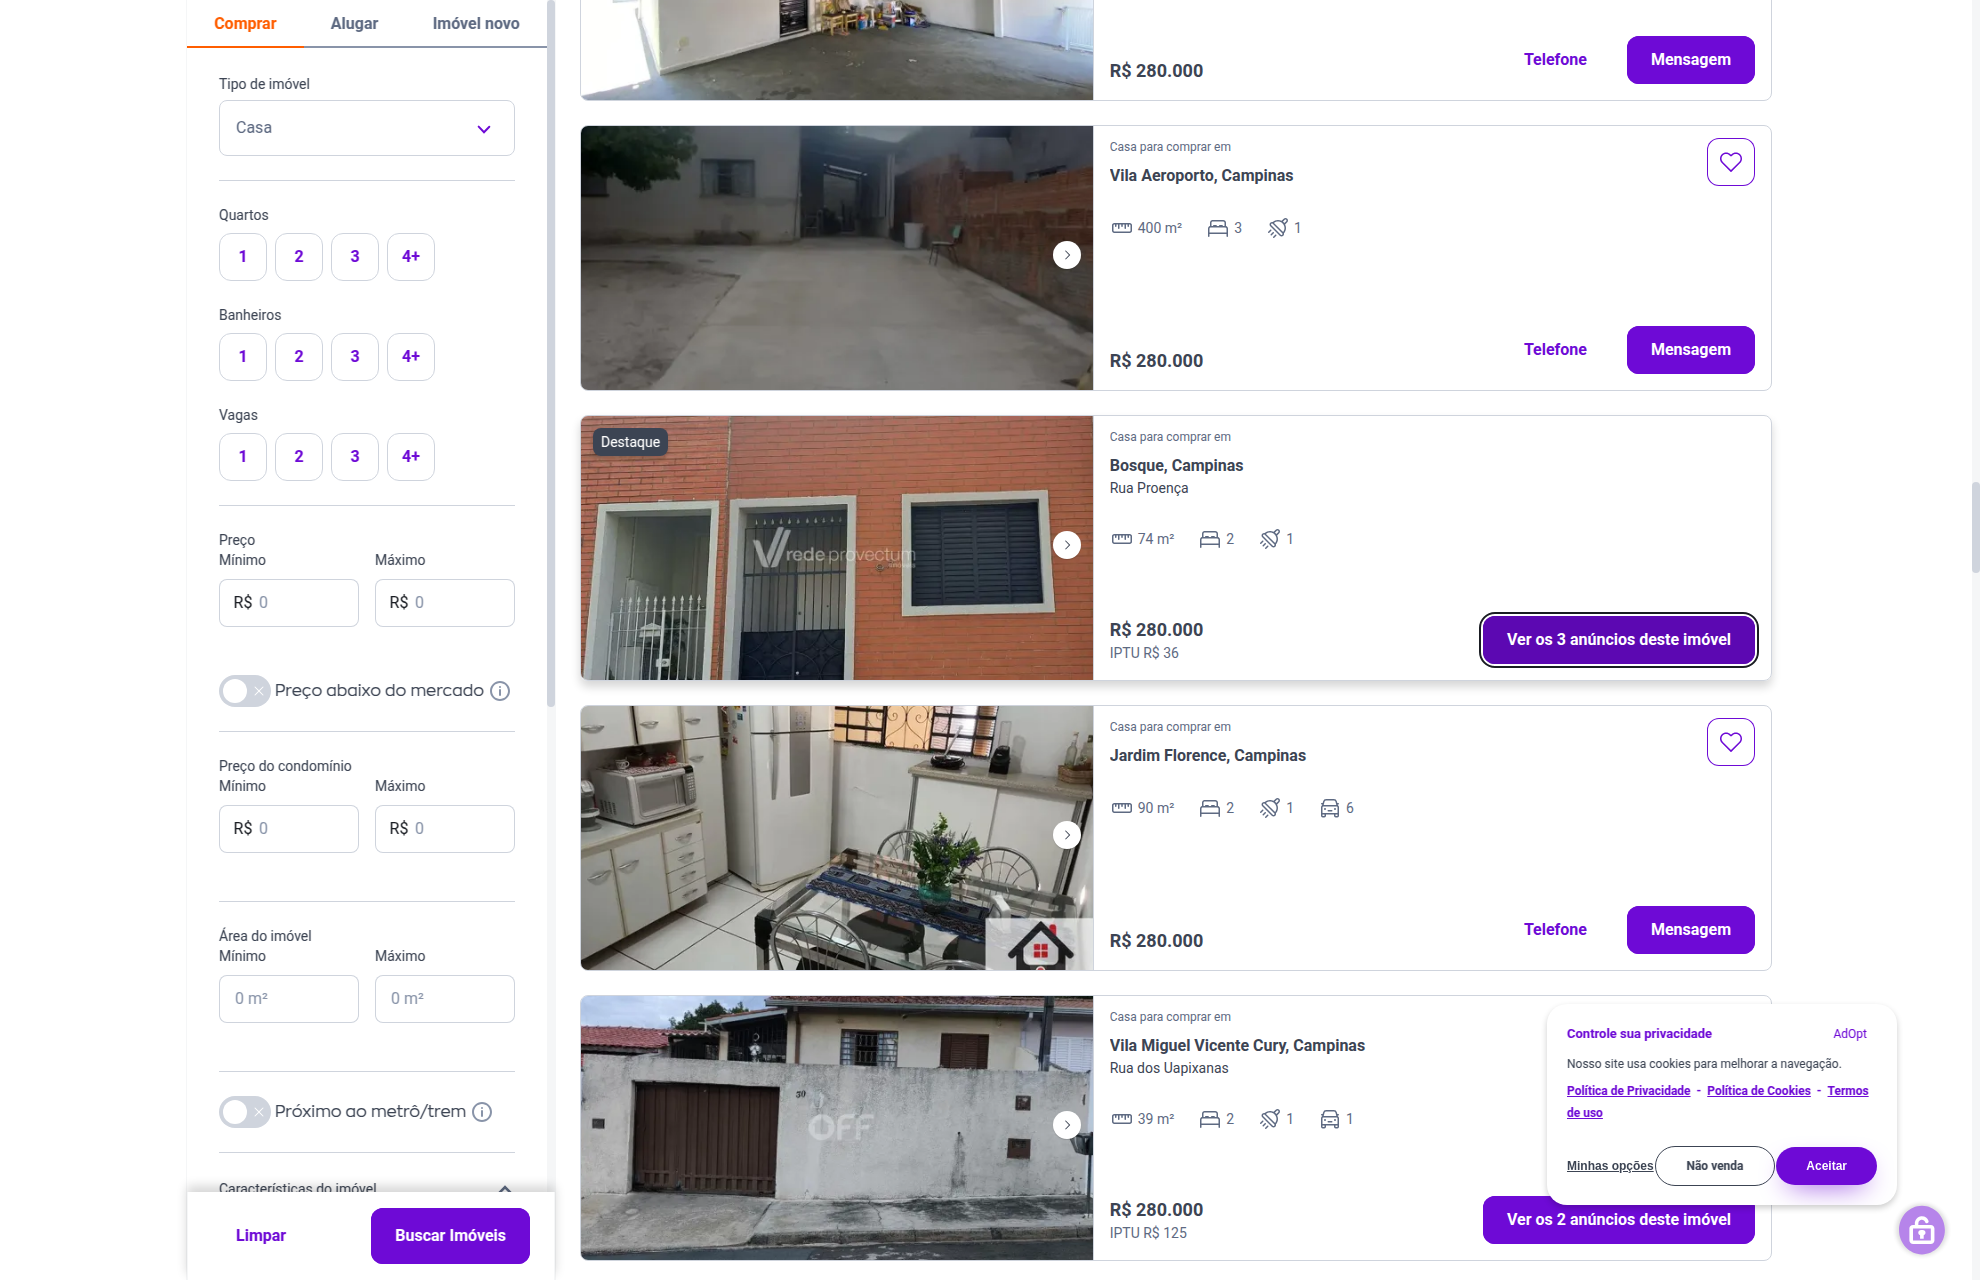 Comprar
Alugar
Imóvel novo
Tipo de imóvel
Casa
Quartos
1
2
3
4+
Banheiros
1
2
3
4+
Vagas
1
2
3
4+
Preço
Mínimo
Máximo
R$ 0
R$ 0
Preço abaixo do mercado
Preço do condomínio
Mínimo
Máximo
R$ 0
R$ 0
Área do imóvel
Mínimo
Máximo
0 m²
0 m²
Próximo ao metrô/trem
Características do imóvel
Limpar
Buscar Imóveis
R$ 280.000
Telefone
Mensagem
Casa para comprar em
Vila Aeroporto, Campinas
400 m²
3
1
R$ 280.000
Telefone
Mensagem
Destaque
rede provectum
Casa para comprar em
Bosque, Campinas
Rua Proença
74 m²
2
1
R$ 280.000
IPTU R$ 36
Ver os 3 anúncios deste imóvel
Casa para comprar em
Jardim Florence, Campinas
90 m²
2
1
6
R$ 280.000
Telefone
Mensagem
30
OFF
Casa para comprar em
Vila Miguel Vicente Cury, Campinas
Rua dos Uapixanas
39 m²
2
1
1
R$ 280.000
IPTU R$ 125
Ver os 2 anúncios deste imóvel
Controle sua privacidade
AdOpt
Nosso site usa cookies para melhorar a navegação.
Política de Privacidade - Política de Cookies - Termos
de uso
Minhas opções
Não venda
Aceitar